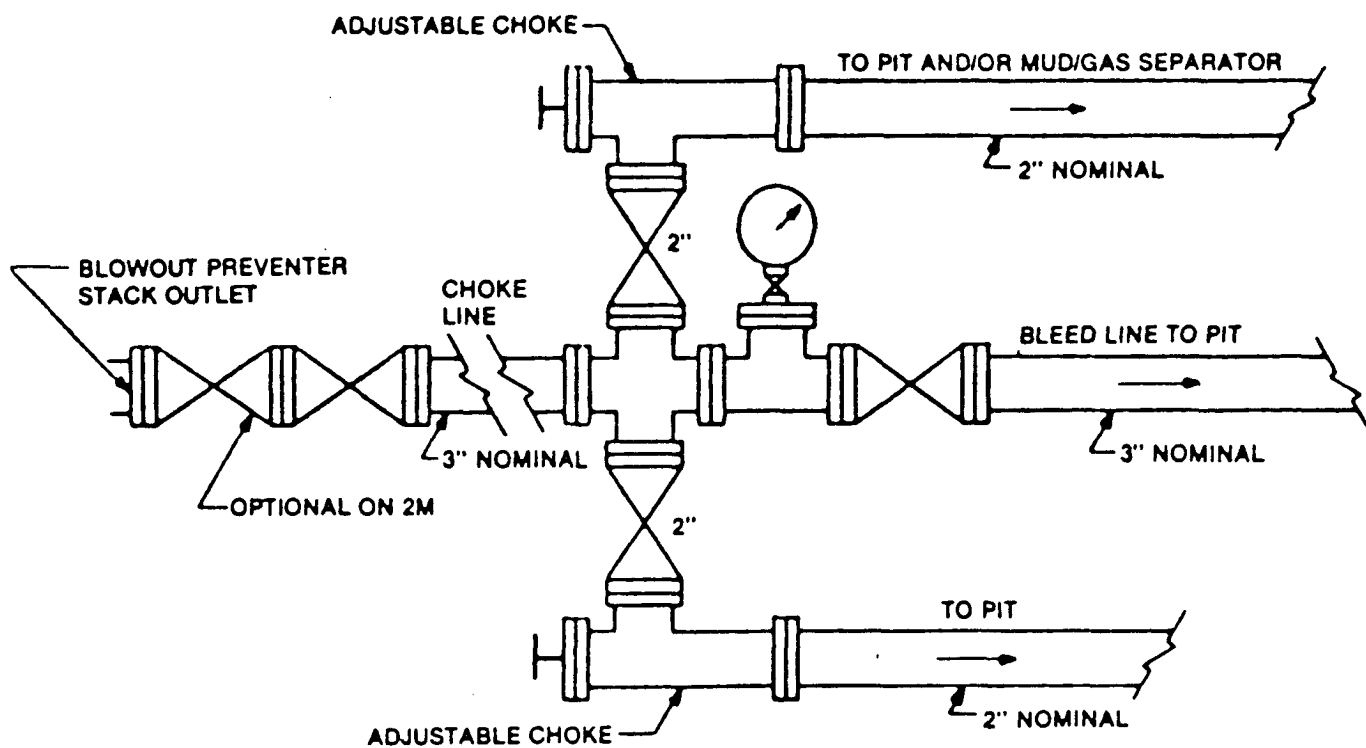 ADJUSTABLE CHOKE
TO PIT AND/OR MUD/GAS SEPARATOR
2" NOMINAL
2"
BLOWOUT PREVENTER
STACK OUTLET
CHOKE
LINE
BLEED LINE TO PIT
3" NOMINAL
3" NOMINAL
OPTIONAL ON 2M
2"
TO PIT
2" NOMINAL
ADJUSTABLE CHOKE